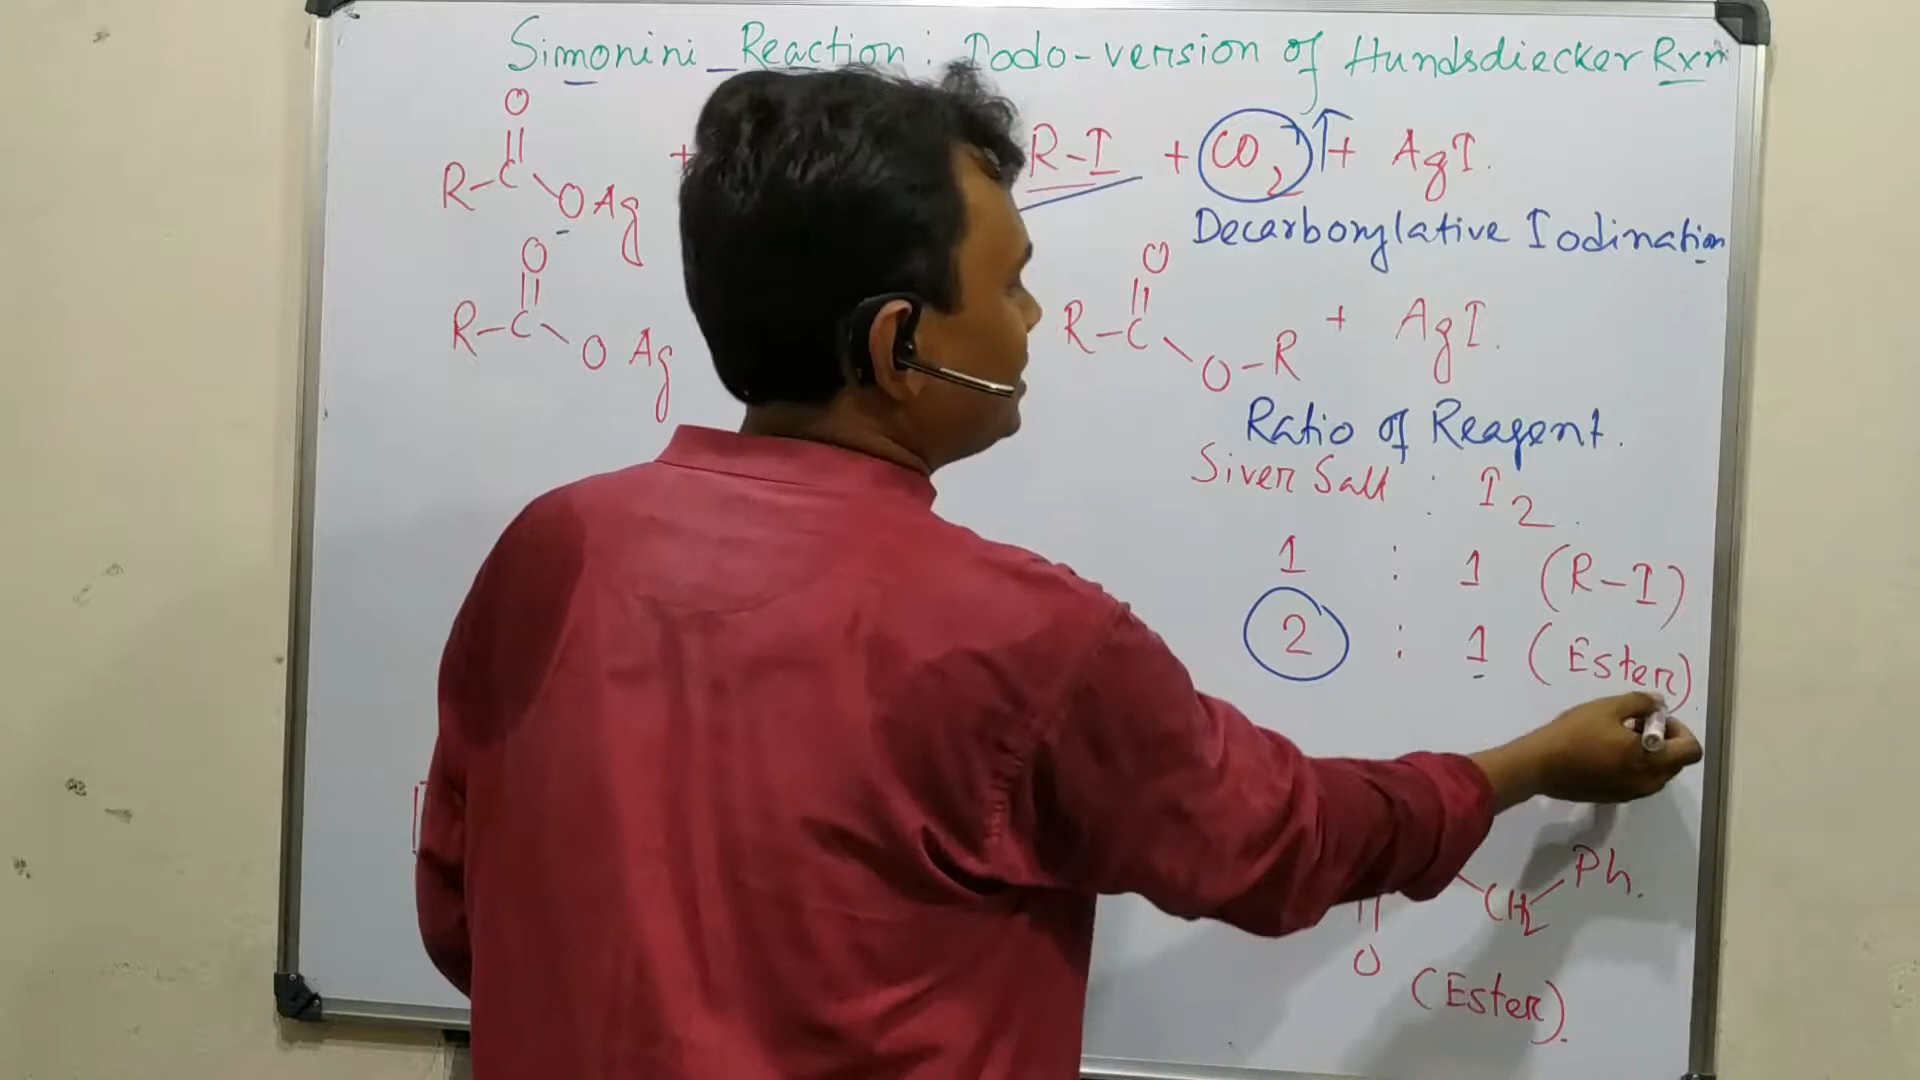 Simonini Reaction: Iodo-version of Hundsdiecker Rxn
O
R-C-OAg + R-I + CO2 ↑ + AgI.
Decarboxylative Iodination
O O
R-C-O Ag R-C-O-R + AgI.
Ratio of Reagent.
Siver Salt : I2.
1 : 1 (R-I)
2 : 1 (Ester)
CH2 Ph.
O
(Ester).